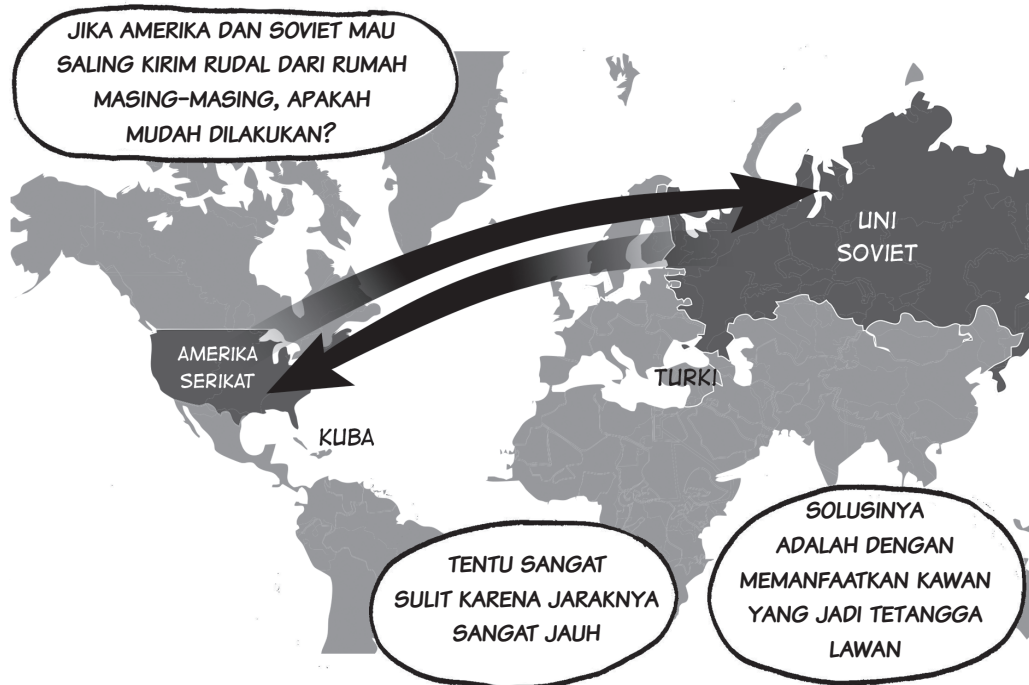 JIKA AMERIKA DAN SOVIET MAU
SALING KIRIM RUDAL DARI RUMAH
MASING-MASING, APAKAH
MUDAH DILAKUKAN?
UNI
SOVIET
AMERIKA
SERIKAT
TURKI
KUBA
TENTU SANGAT
SULIT KARENA JARAKNYA
SANGAT JAUH
SOLUSINYA
ADALAH DENGAN
MEMANFAATKAN KAWAN
YANG JADI TETANGGA
LAWAN